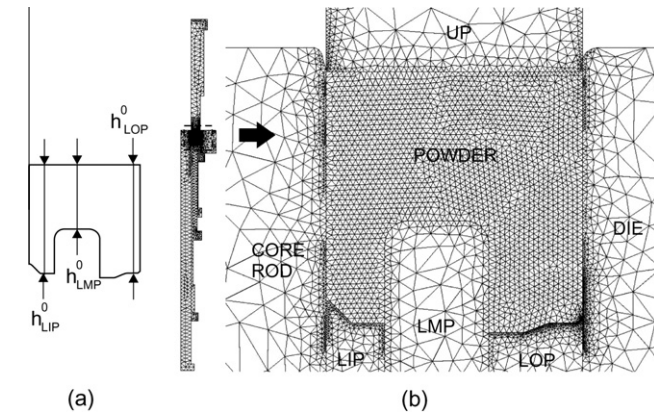 h⁰LOP
h⁰LMP
h⁰LIP
(a)
UP
POWDER
DIE
CORE
ROD
LMP
LIP
LOP
(b)